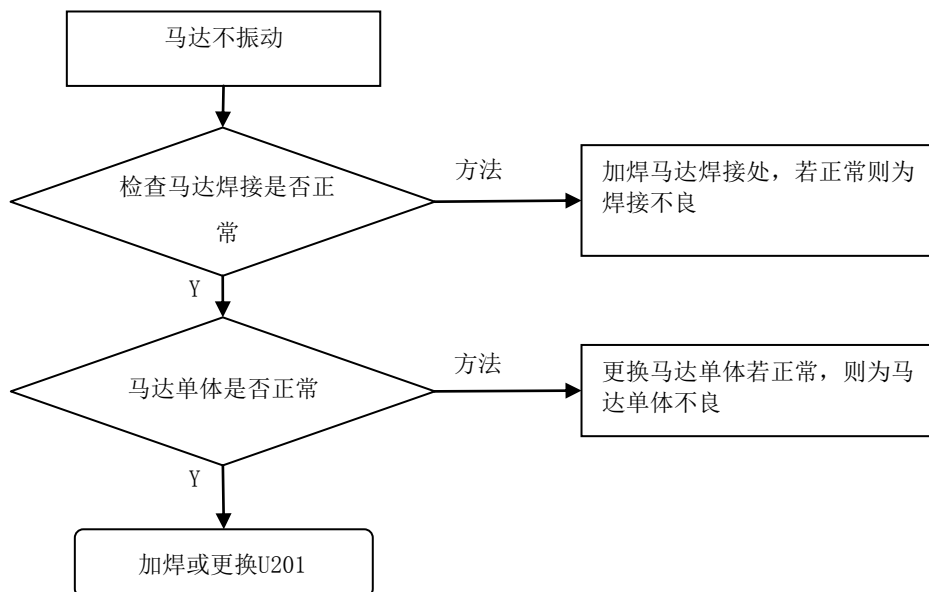 马达不振动
检查马达焊接是否正
常
方法
加焊马达焊接处，若正常则为
焊接不良
Y
马达单体是否正常
方法
更换马达单体若正常，则为马
达单体不良
Y
加焊或更换U201